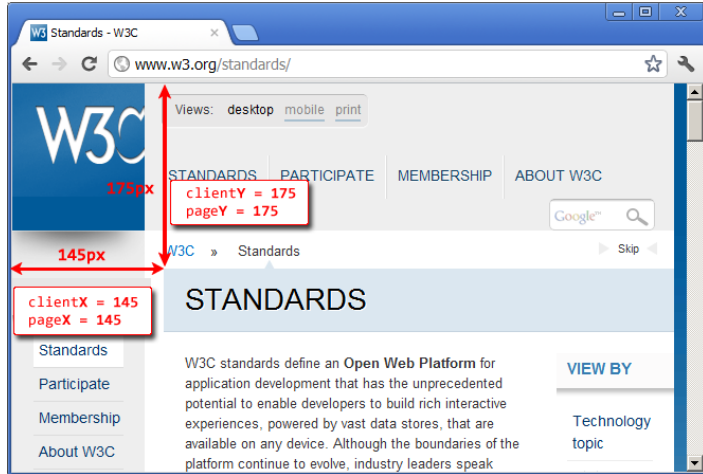 W3 Standards - W3C ×
www.w3.org/standards/
W3C
Views: desktop mobile print
STANDARDS PARTICIPATE MEMBERSHIP ABOUT W3C
175px
clientY = 175
pageY = 175
Google™
W3C » Standards
Skip
145px
clientX = 145
pageX = 145
STANDARDS
Standards
Participate
Membership
About W3C
W3C standards define an Open Web Platform for
application development that has the unprecedented
potential to enable developers to build rich interactive
experiences, powered by vast data stores, that are
available on any device. Although the boundaries of the
platform continue to evolve, industry leaders speak
VIEW BY
Technology
topic